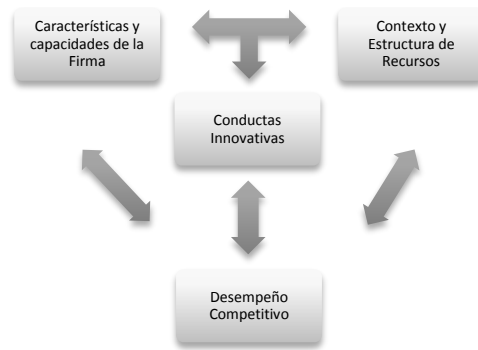 Características y
capacidades de la
Firma
Contexto y
Estructura de
Recursos
Conductas
Innovativas
Desempeño
Competitivo